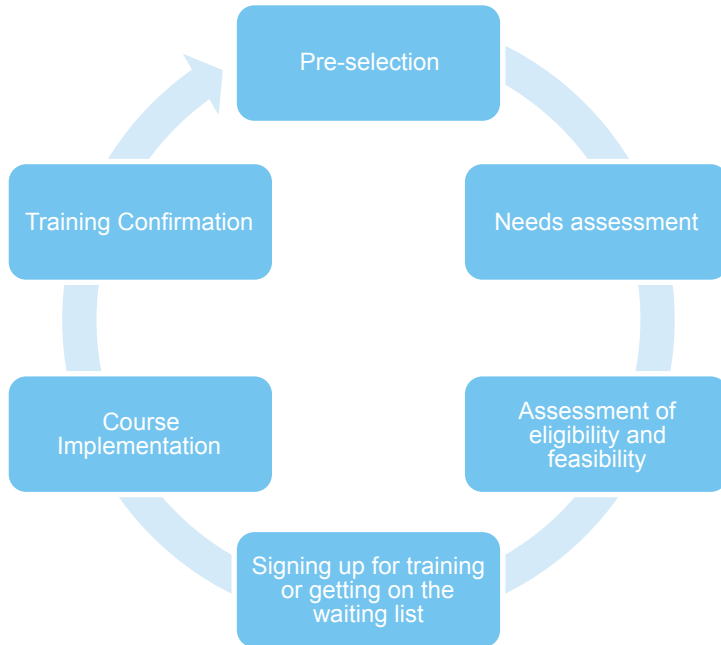 Pre-selection
Needs assessment
Assessment of
eligibility and
feasibility
Signing up for training
or getting on the
waiting list
Course
Implementation
Training Confirmation